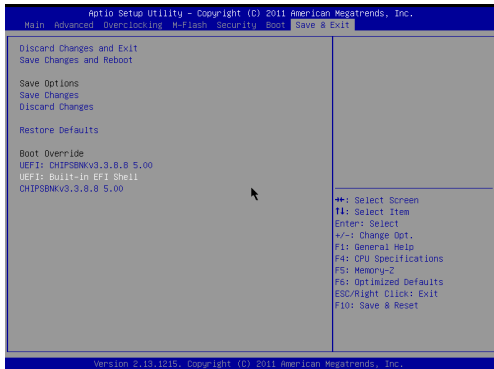 Aptio Setup Utility – Copyright (C) 2011 American Megatrends, Inc.
Main Advanced Overclocking M-Flash Security Boot Save & Exit
Discard Changes and Exit
Save Changes and Reboot
Save Options
Save Changes
Discard Changes
Restore Defaults
Boot Override
UEFI: CHIPSBNKv3.3.8.8 5.00
UEFI: Built-in EFI Shell
CHIPSBNKv3.3.8.8 5.00
→←: Select Screen
↑↓: Select Item
Enter: Select
+/-: Change Opt.
F1: General Help
F4: CPU Specifications
F5: Memory-Z
F6: Optimized Defaults
ESC/Right Click: Exit
F10: Save & Reset
Version 2.13.1215. Copyright (C) 2011 American Megatrends, Inc.